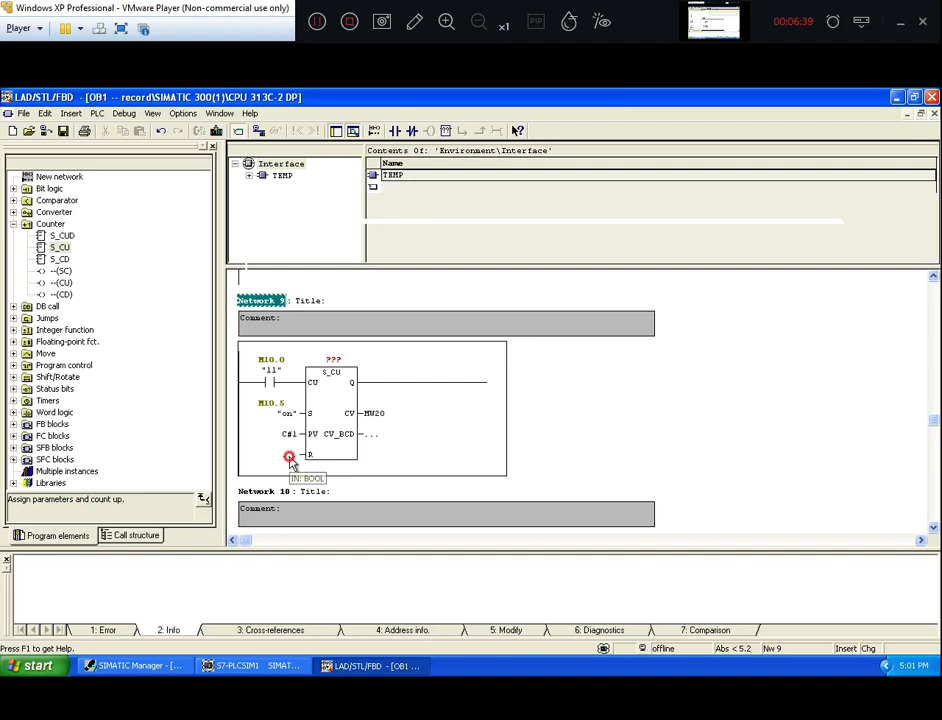 Windows XP Professional - VMware Player (Non-commercial use only)
Player
x1
PIP
00:06:39
LAD/STL/FBD - [OB1 -- record\SIMATIC 300(1)\CPU 313C-2 DP]
File Edit Insert PLC Debug View Options Window Help
Contents Of: 'Environment\Interface'
Interface
TEMP
Name
TEMP
New network
Bit logic
Comparator
Converter
Counter
S_CUD
S_CU
S_CD
--(SC)
--(CU)
--(CD)
DB call
Jumps
Integer function
Floating-point fct.
Move
Program control
Shift/Rotate
Status bits
Timers
Word logic
FB blocks
FC blocks
SFB blocks
SFC blocks
Multiple instances
Libraries
Assign parameters and count up.
Program elements
Call structure
Network 9 : Title:
Comment:
M10.0 ???
"ll" S_CU
CU Q
M10.5
"on" S CV MW20
C#1 PV CV_BCD ...
R
IN: BOOL
Network 10 : Title:
Comment:
1: Error
2: Info
3: Cross-references
4: Address info.
5: Modify
6: Diagnostics
7: Comparison
Press F1 to get Help.
offline
Abs < 5.2
Nw 9
Insert
Chg
start
SIMATIC Manager - [...
S7-PLCSIM1 SIMAT...
LAD/STL/FBD - [OB1 ...
5:01 PM